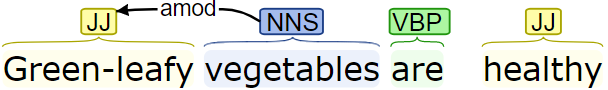 amod
JJ NNS VBP JJ
Green-leafy vegetables are healthy